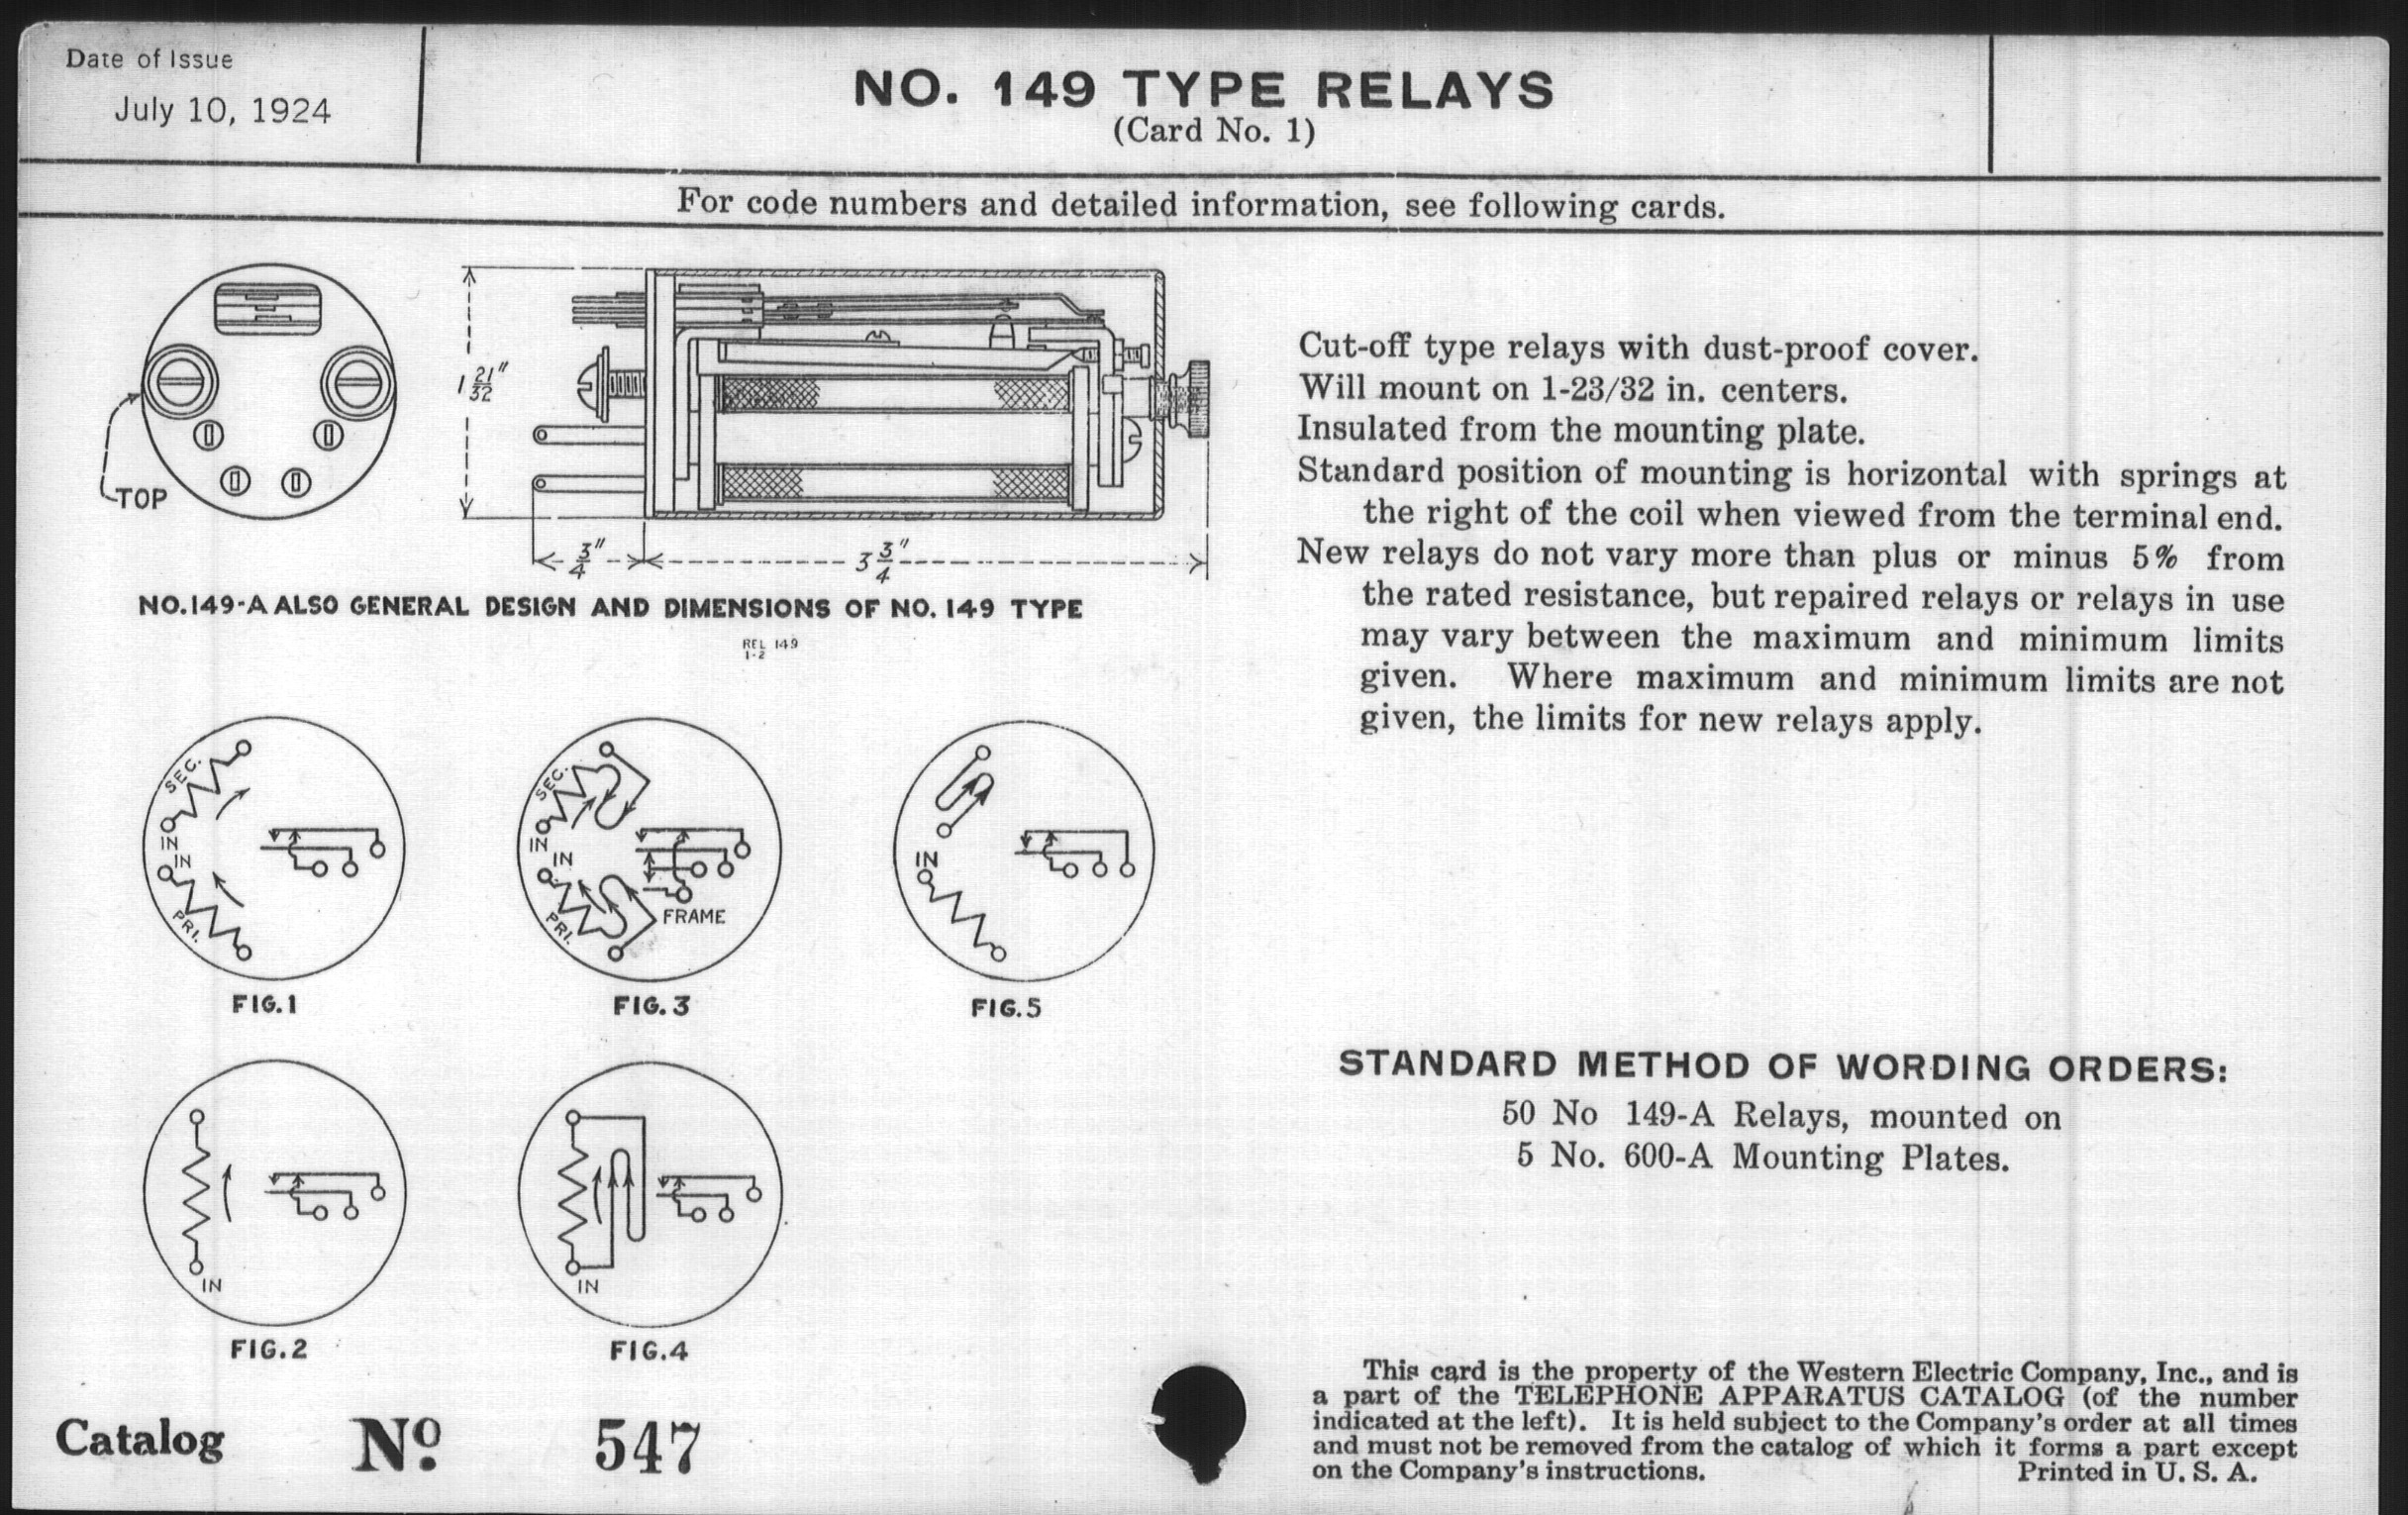 Date of Issue
July 10, 1924
NO. 149 TYPE RELAYS
(Card No. 1)
For code numbers and detailed information, see following cards.
TOP
1 21/32"
3/4"
3 3/4"
NO.149-A ALSO GENERAL DESIGN AND DIMENSIONS OF NO. 149 TYPE
REL 149
1-2
Cut-off type relays with dust-proof cover.
Will mount on 1-23/32 in. centers.
Insulated from the mounting plate.
Standard position of mounting is horizontal with springs at
the right of the coil when viewed from the terminal end.
New relays do not vary more than plus or minus 5% from
the rated resistance, but repaired relays or relays in use
may vary between the maximum and minimum limits
given. Where maximum and minimum limits are not
given, the limits for new relays apply.
SEC.
IN
IN
PRI.
FIG.1
SEC.
IN
IN
PRI.
FRAME
FIG.3
IN
FIG.5
IN
FIG.2
IN
FIG.4
STANDARD METHOD OF WORDING ORDERS:
50 No 149-A Relays, mounted on
5 No. 600-A Mounting Plates.
Catalog No. 547
This card is the property of the Western Electric Company, Inc., and is
a part of the TELEPHONE APPARATUS CATALOG (of the number
indicated at the left). It is held subject to the Company's order at all times
and must not be removed from the catalog of which it forms a part except
on the Company's instructions. Printed in U. S. A.